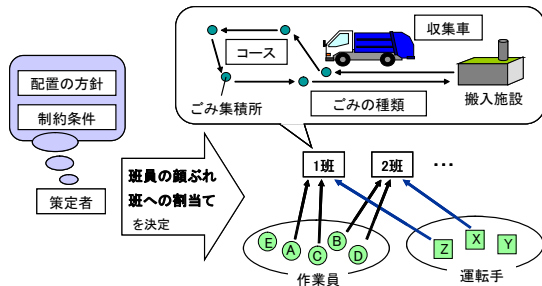 配置の方針
制約条件
策定者
班員の顔ぶれ
班への割当て
を決定
コース
収集車
ごみ集積所
ごみの種類
搬入施設
1班
2班
…
E
A
C
B
D
作業員
Z
X
Y
運転手